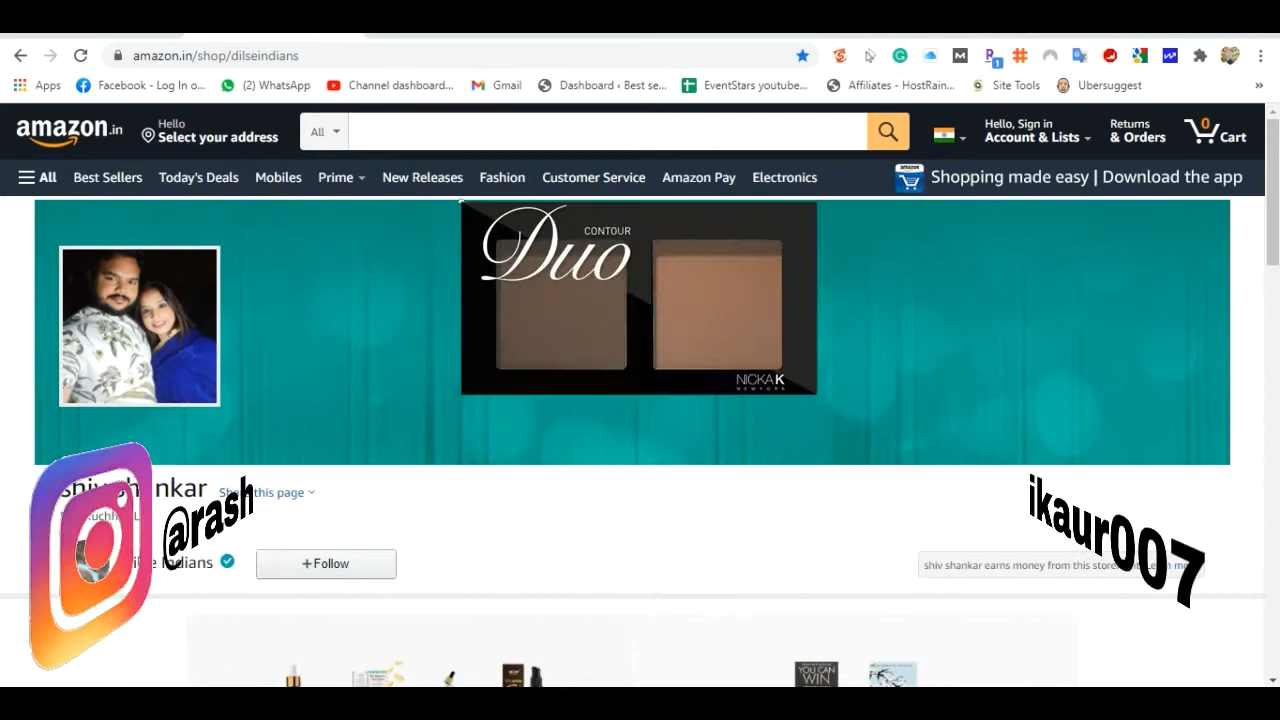 amazon.in/shop/dilseindians
1
Apps Facebook - Log In o... (2) WhatsApp Channel dashboard... Gmail Dashboard ‹ Best se... EventStars youtube... Affiliates - HostRain... Site Tools Ubersuggest »
amazon.in Hello Select your address All Hello, Sign in Account & Lists Returns & Orders 0 Cart
All Best Sellers Today's Deals Mobiles Prime New Releases Fashion Customer Service Amazon Pay Electronics amazon Shopping made easy | Download the app
CONTOUR
Duo
NICKA K
NEW YORK
shiv shankar this page
@rash ikaur007
Indians + Follow shiv shankar earns money from this
YOU CAN
WIN